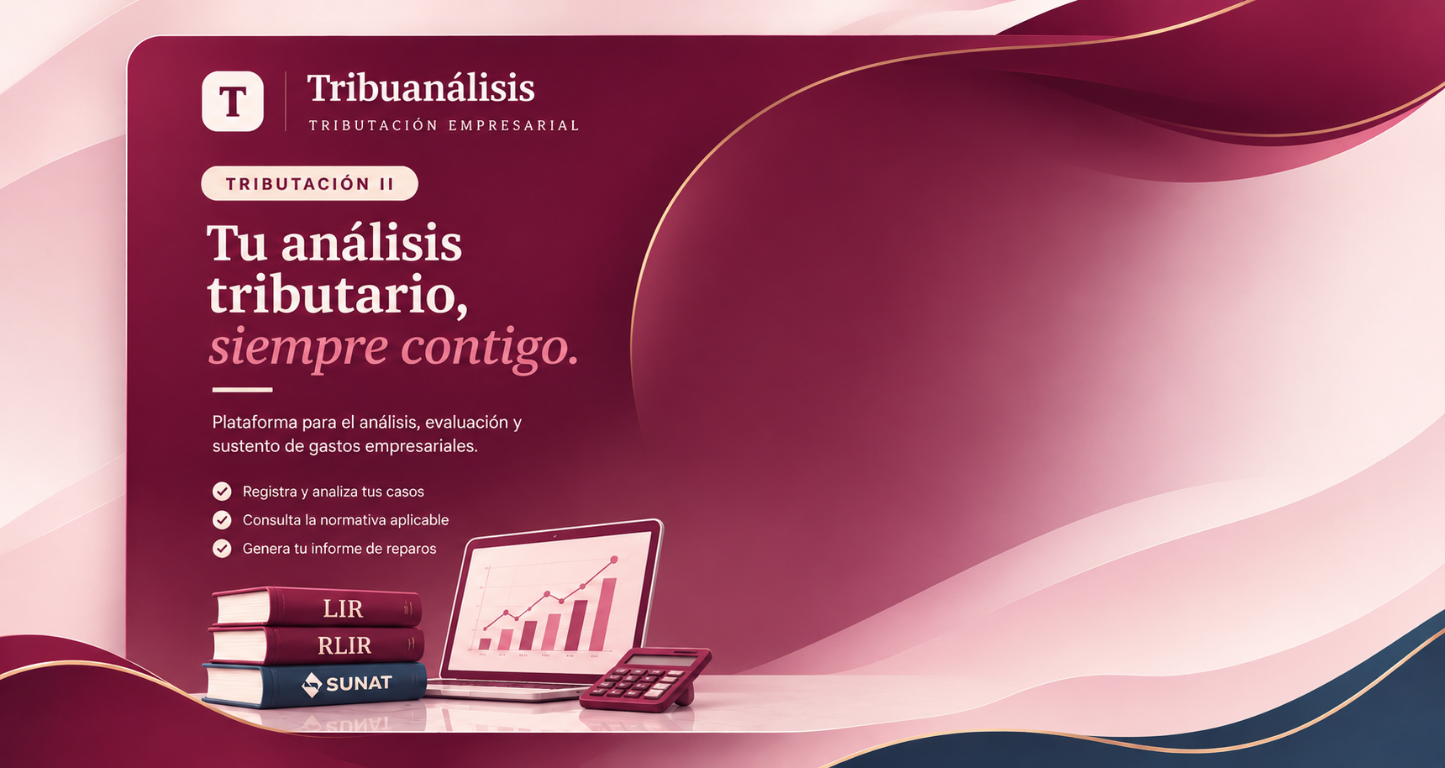 T
Tribuanálisis
TRIBUTACIÓN EMPRESARIAL
TRIBUTACIÓN II
Tu análisis
tributario,
siempre contigo.
Plataforma para el análisis, evaluación y
sustento de gastos empresariales.
Registra y analiza tus casos
Consulta la normativa aplicable
Genera tu informe de reparos
LIR
RLIR
SUNAT